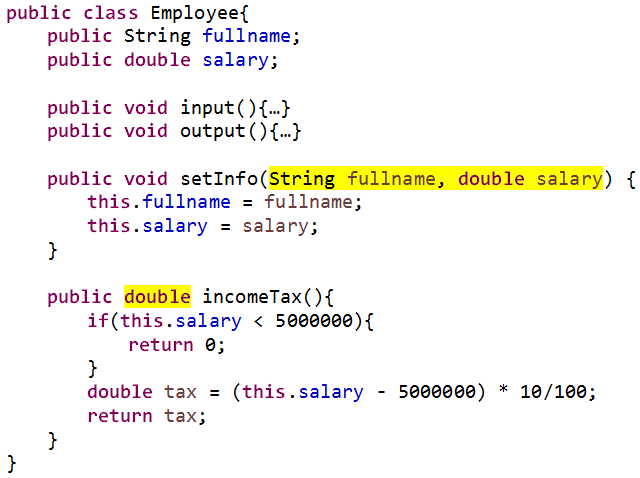 public class Employee{
    public String fullname;
    public double salary;

    public void input(){…}
    public void output(){…}

    public void setInfo(String fullname, double salary) {
        this.fullname = fullname;
        this.salary = salary;
    }

    public double incomeTax(){
        if(this.salary < 5000000){
            return 0;
        }
        double tax = (this.salary - 5000000) * 10/100;
        return tax;
    }
}